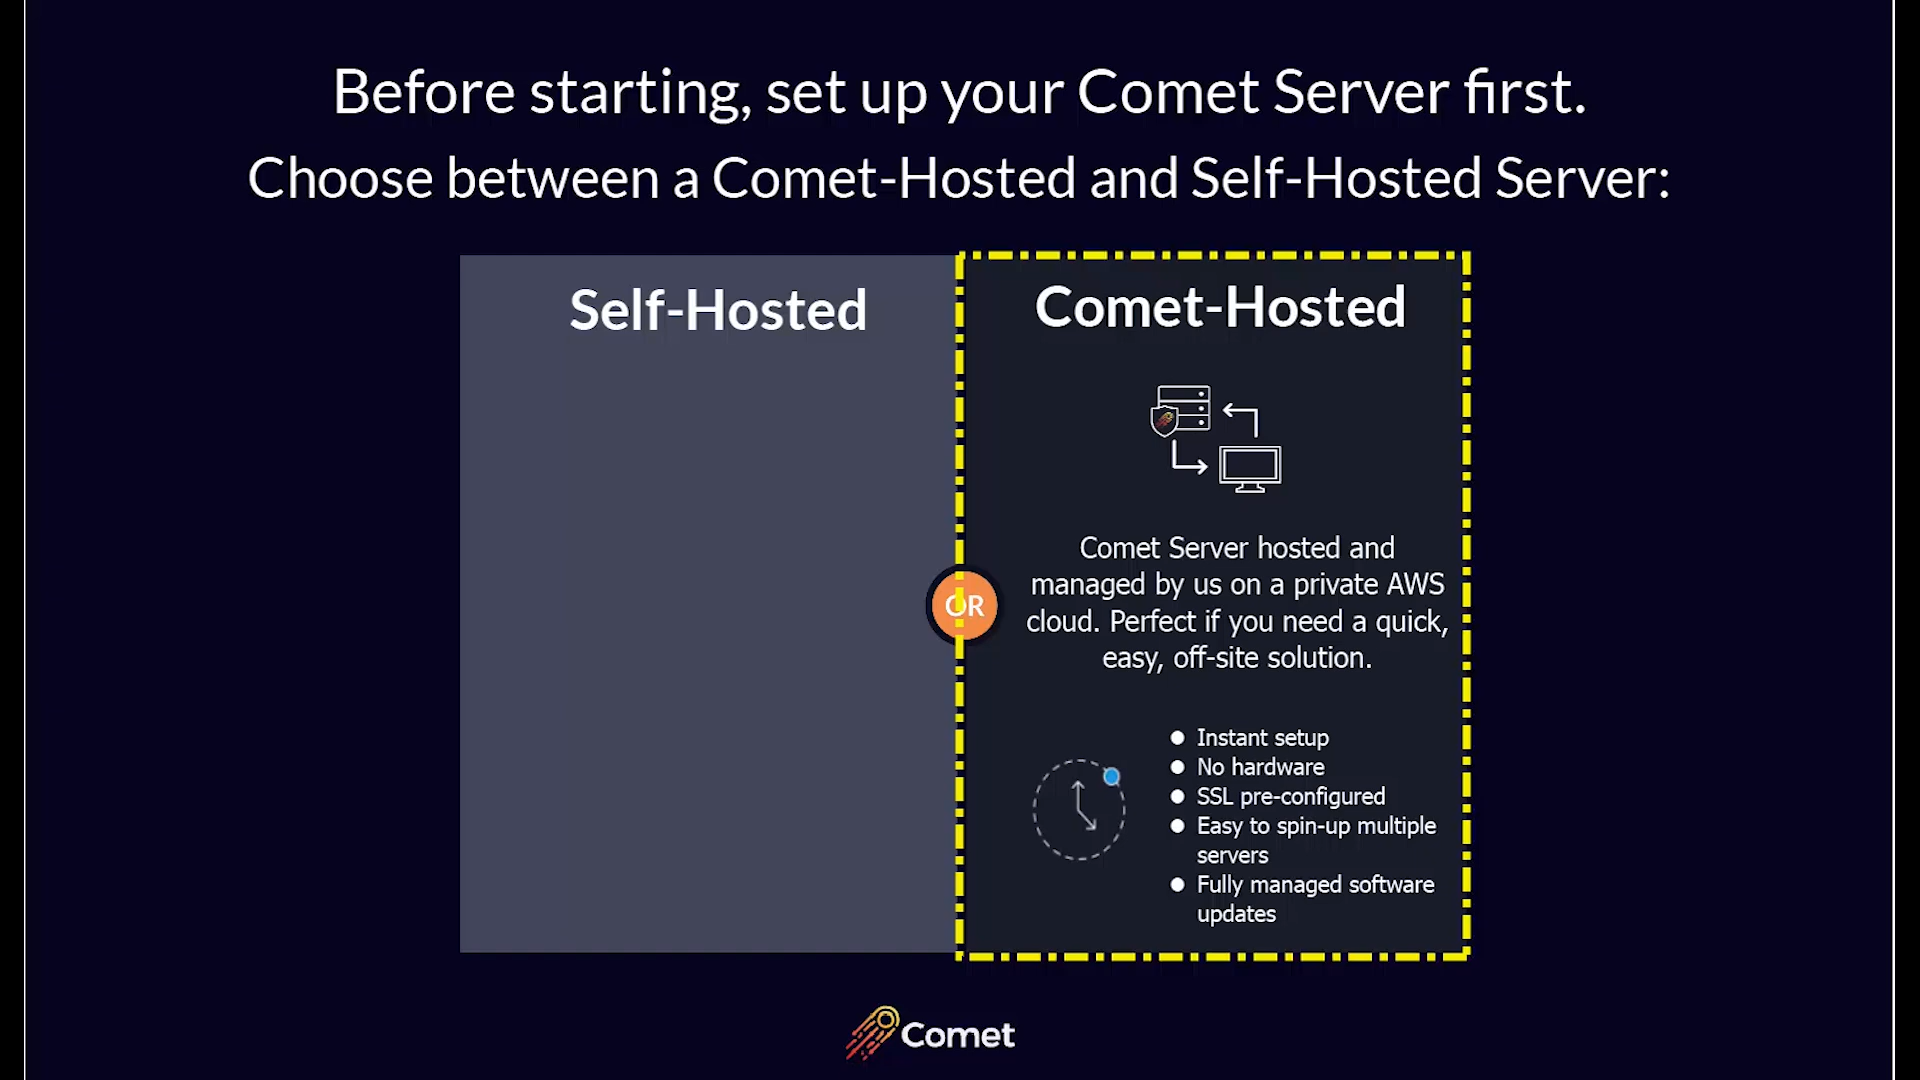 Before starting, set up your Comet Server first.
Choose between a Comet-Hosted and Self-Hosted Server:
Self-Hosted
OR
Comet-Hosted
Comet Server hosted and
managed by us on a private AWS
cloud. Perfect if you need a quick,
easy, off-site solution.
● Instant setup
● No hardware
● SSL pre-configured
● Easy to spin-up multiple
servers
● Fully managed software
updates
Comet